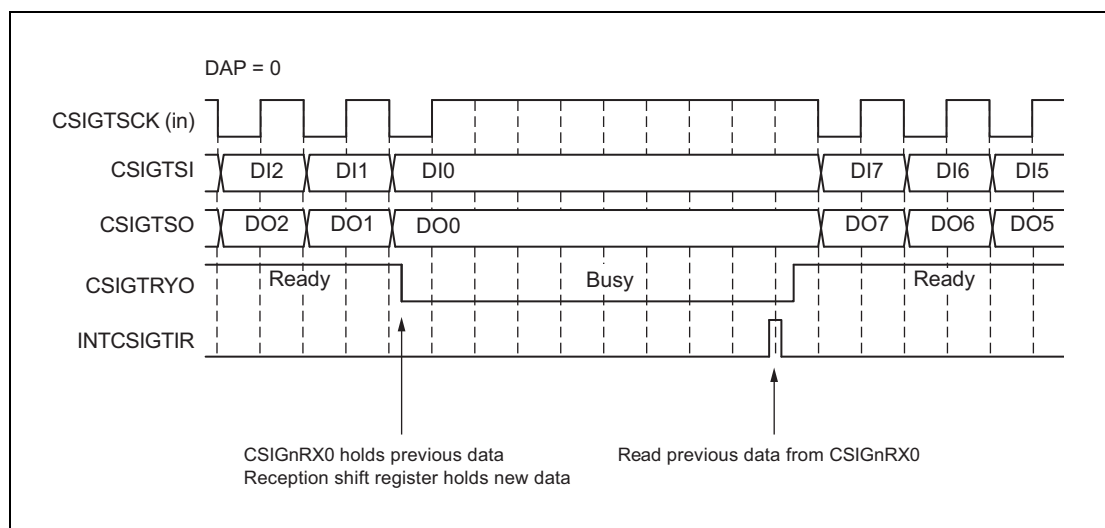 DAP = 0
CSIGTSCK (in)
CSIGTSI DI2 DI1 DI0 DI7 DI6 DI5
CSIGTSO DO2 DO1 DO0 DO7 DO6 DO5
CSIGTRYO Ready Busy Ready
INTCSIGTIR
CSIGnRX0 holds previous data
Reception shift register holds new data
Read previous data from CSIGnRX0